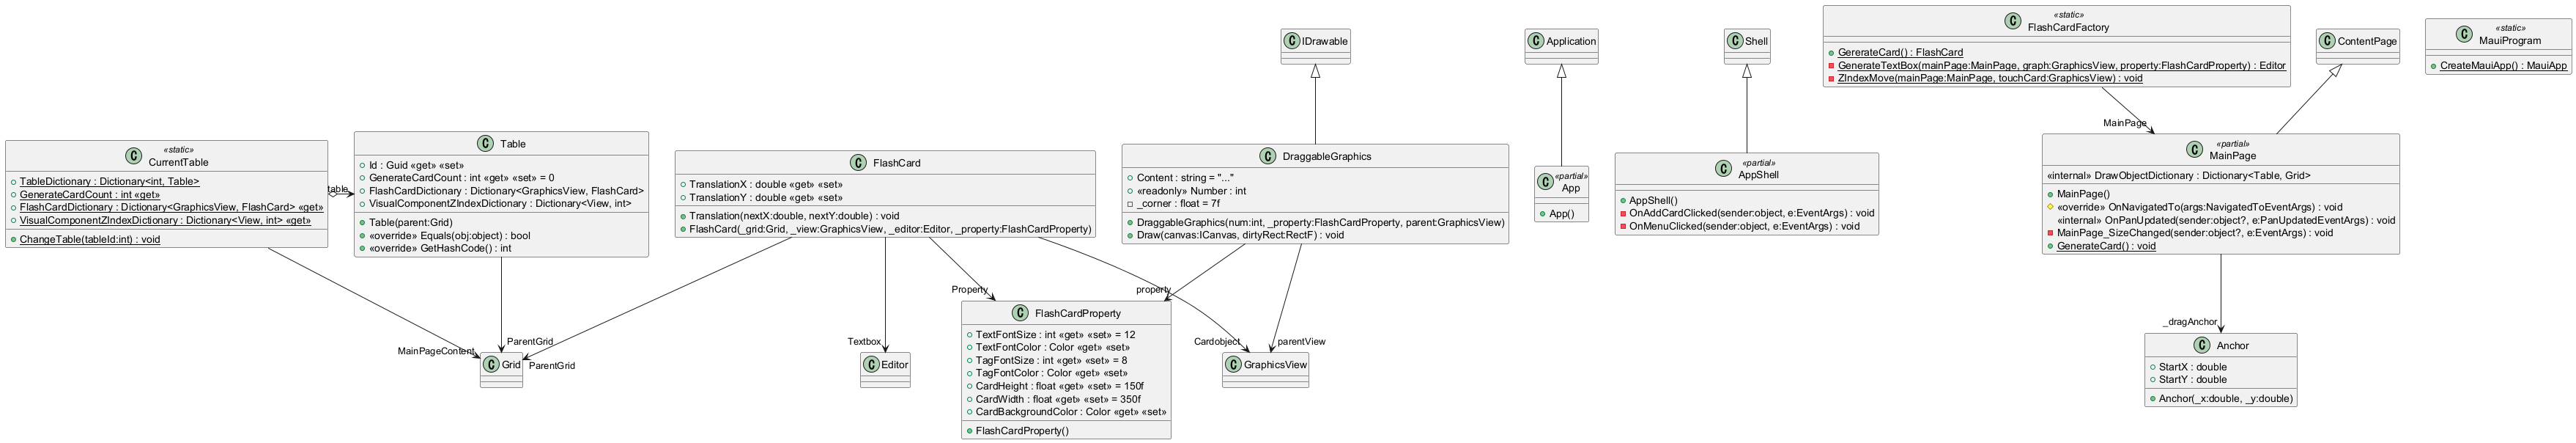 «static»
CurrentTable
TableDictionary : Dictionary<int, Table>
GenerateCardCount : int «get»
FlashCardDictionary : Dictionary<GraphicsView, FlashCard> «get»
VisualComponentZIndexDictionary : Dictionary<View, int> «get»
ChangeTable(tableId:int) : void
table
Table
Id : Guid «get» «set»
GenerateCardCount : int «get» «set» = 0
FlashCardDictionary : Dictionary<GraphicsView, FlashCard>
VisualComponentZIndexDictionary : Dictionary<View, int>
Table(parent:Grid)
«override» Equals(obj:object) : bool
«override» GetHashCode() : int
FlashCard
TranslationX : double «get» «set»
TranslationY : double «get» «set»
Translation(nextX:double, nextY:double) : void
FlashCard(_grid:Grid, _view:GraphicsView, _editor:Editor, _property:FlashCardProperty)
IDrawable
DraggableGraphics
Content : string = "..."
«readonly» Number : int
_corner : float = 7f
DraggableGraphics(num:int, _property:FlashCardProperty, parent:GraphicsView)
Draw(canvas:ICanvas, dirtyRect:RectF) : void
Application
«partial»
App
App()
Shell
«partial»
AppShell
AppShell()
OnAddCardClicked(sender:object, e:EventArgs) : void
OnMenuClicked(sender:object, e:EventArgs) : void
«static»
FlashCardFactory
GererateCard() : FlashCard
GenerateTextBox(mainPage:MainPage, graph:GraphicsView, property:FlashCardProperty) : Editor
ZIndexMove(mainPage:MainPage, touchCard:GraphicsView) : void
MainPage
ContentPage
«partial»
MainPage
«internal» DrawObjectDictionary : Dictionary<Table, Grid>
MainPage()
«override» OnNavigatedTo(args:NavigatedToEventArgs) : void
«internal» OnPanUpdated(sender:object?, e:PanUpdatedEventArgs) : void
MainPage_SizeChanged(sender:object?, e:EventArgs) : void
GenerateCard() : void
«static»
MauiProgram
CreateMauiApp() : MauiApp
MainPageContent
ParentGrid
ParentGrid
Grid
Textbox
Editor
Property
property
FlashCardProperty
TextFontSize : int «get» «set» = 12
TextFontColor : Color «get» «set»
TagFontSize : int «get» «set» = 8
TagFontColor : Color «get» «set»
CardHeight : float «get» «set» = 150f
CardWidth : float «get» «set» = 350f
CardBackgroundColor : Color «get» «set»
FlashCardProperty()
Cardobject
parentView
GraphicsView
_dragAnchor
Anchor
StartX : double
StartY : double
Anchor(_x:double, _y:double)